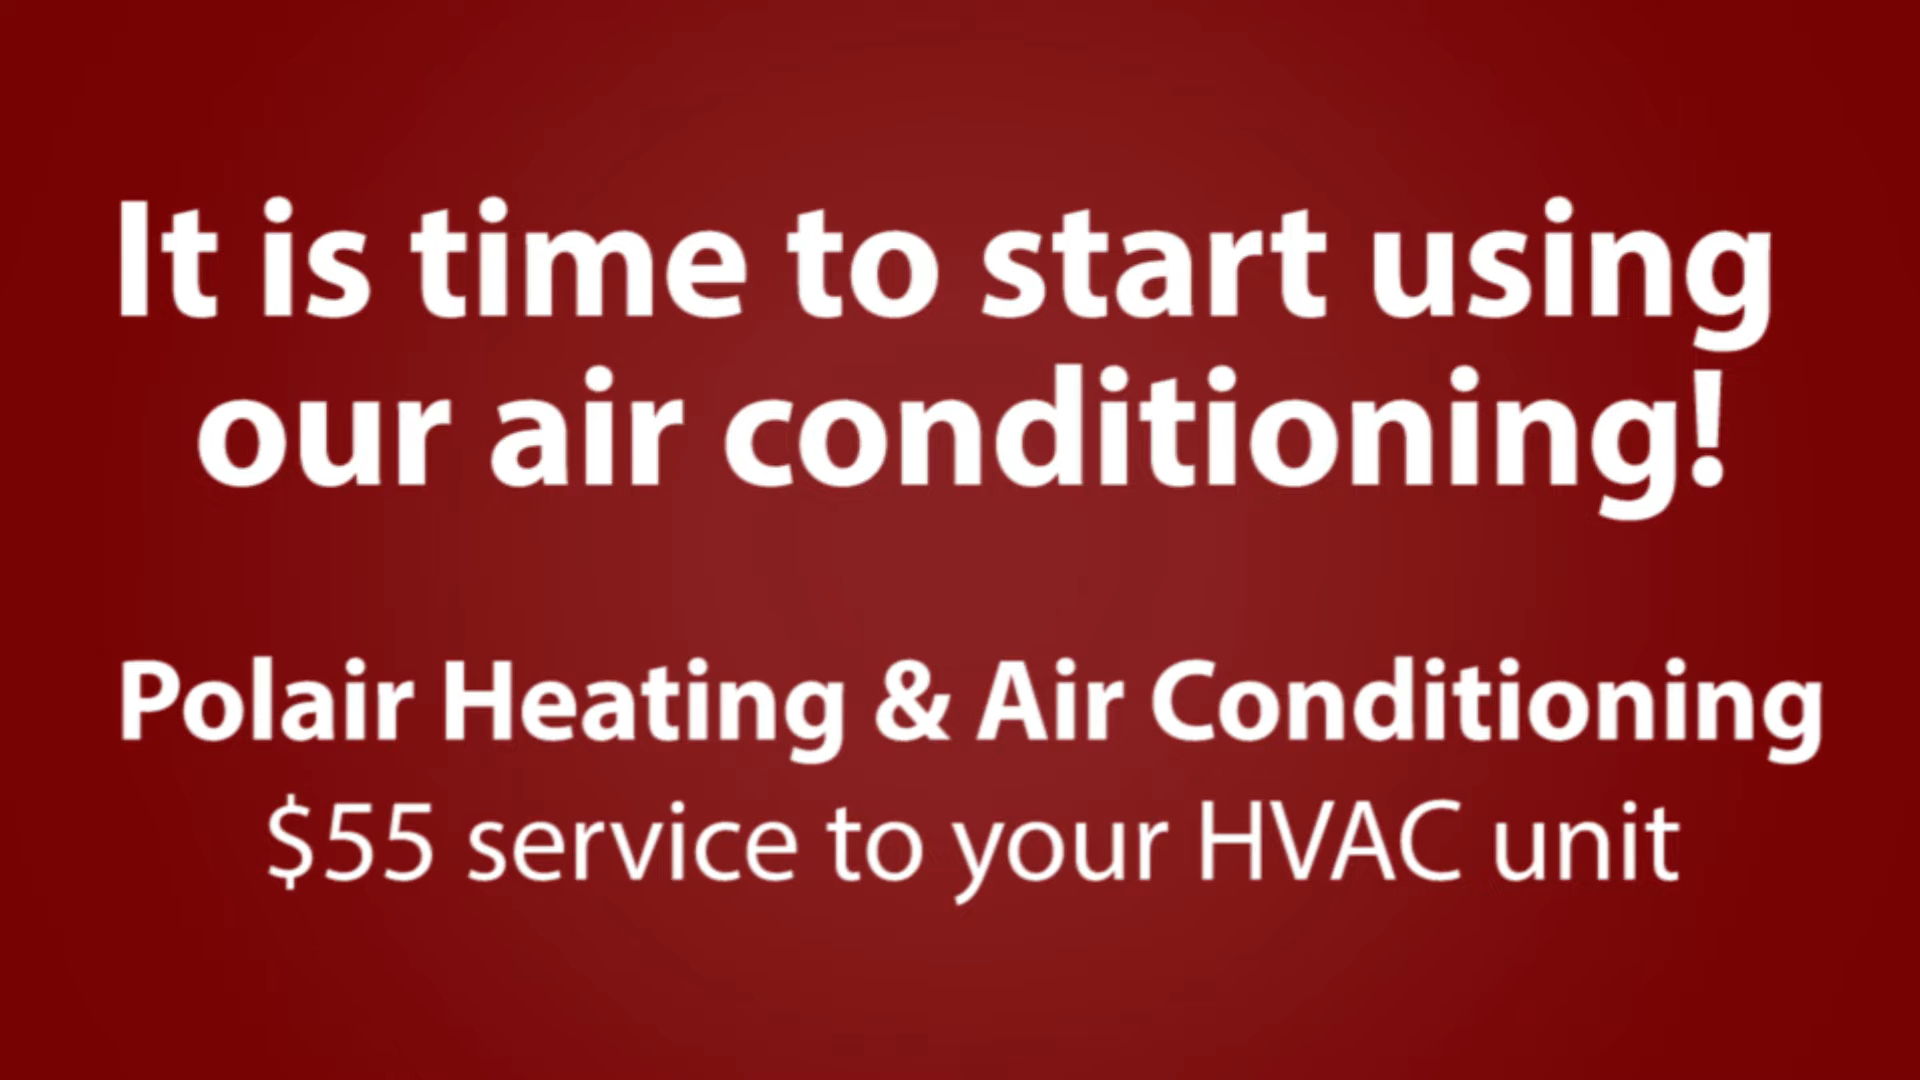 It is time to start using
our air conditioning!
Polair Heating & Air Conditioning
$55 service to your HVAC unit